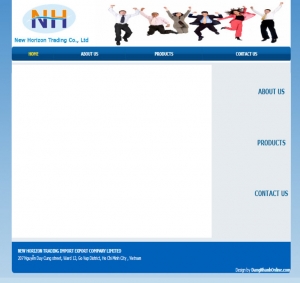 NH
New Horizon Trading Co., Ltd
HOME ABOUT US PRODUCTS CONTACT US
ABOUT US
PRODUCTS
CONTACT US
NEW HORIZON TRADING IMPORT EXPORT COMPANY LIMITED
207 Nguyễn Duy Cung street, Ward 12, Go Vap District, Ho Chi Minh City , Vietnam
Design by DangNhanhOnline.com